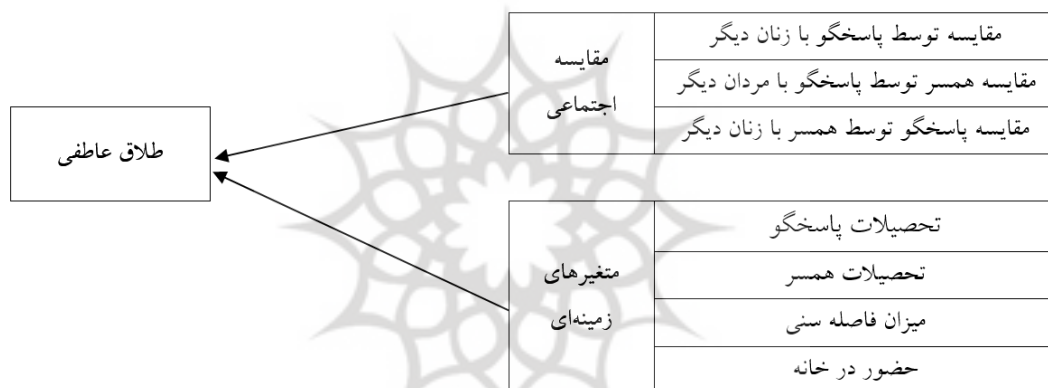 مقایسه
اجتماعی
مقایسه توسط پاسخگو با زنان دیگر
مقایسه همسر توسط پاسخگو با مردان دیگر
مقایسه پاسخگو توسط همسر با زنان دیگر
طلاق عاطفی
متغیرهای
زمینه‌ای
تحصیلات پاسخگو
تحصیلات همسر
میزان فاصله سنی
حضور در خانه